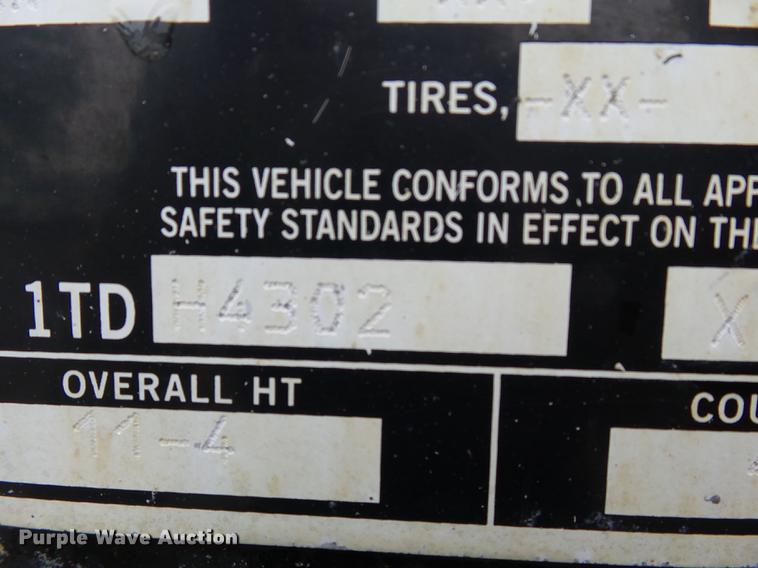 TIRES, -XX-
THIS VEHICLE CONFORMS TO ALL APP
SAFETY STANDARDS IN EFFECT ON THE
1TD H4302 X
OVERALL HT
COU
11-4
Purple Wave Auction